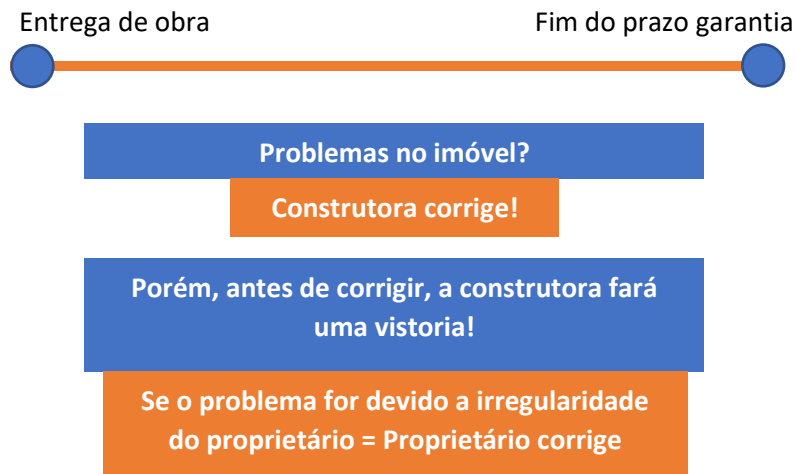 Entrega de obra
Fim do prazo garantia
Problemas no imóvel?
Construtora corrige!
Porém, antes de corrigir, a construtora fará
uma vistoria!
Se o problema for devido a irregularidade
do proprietário = Proprietário corrige